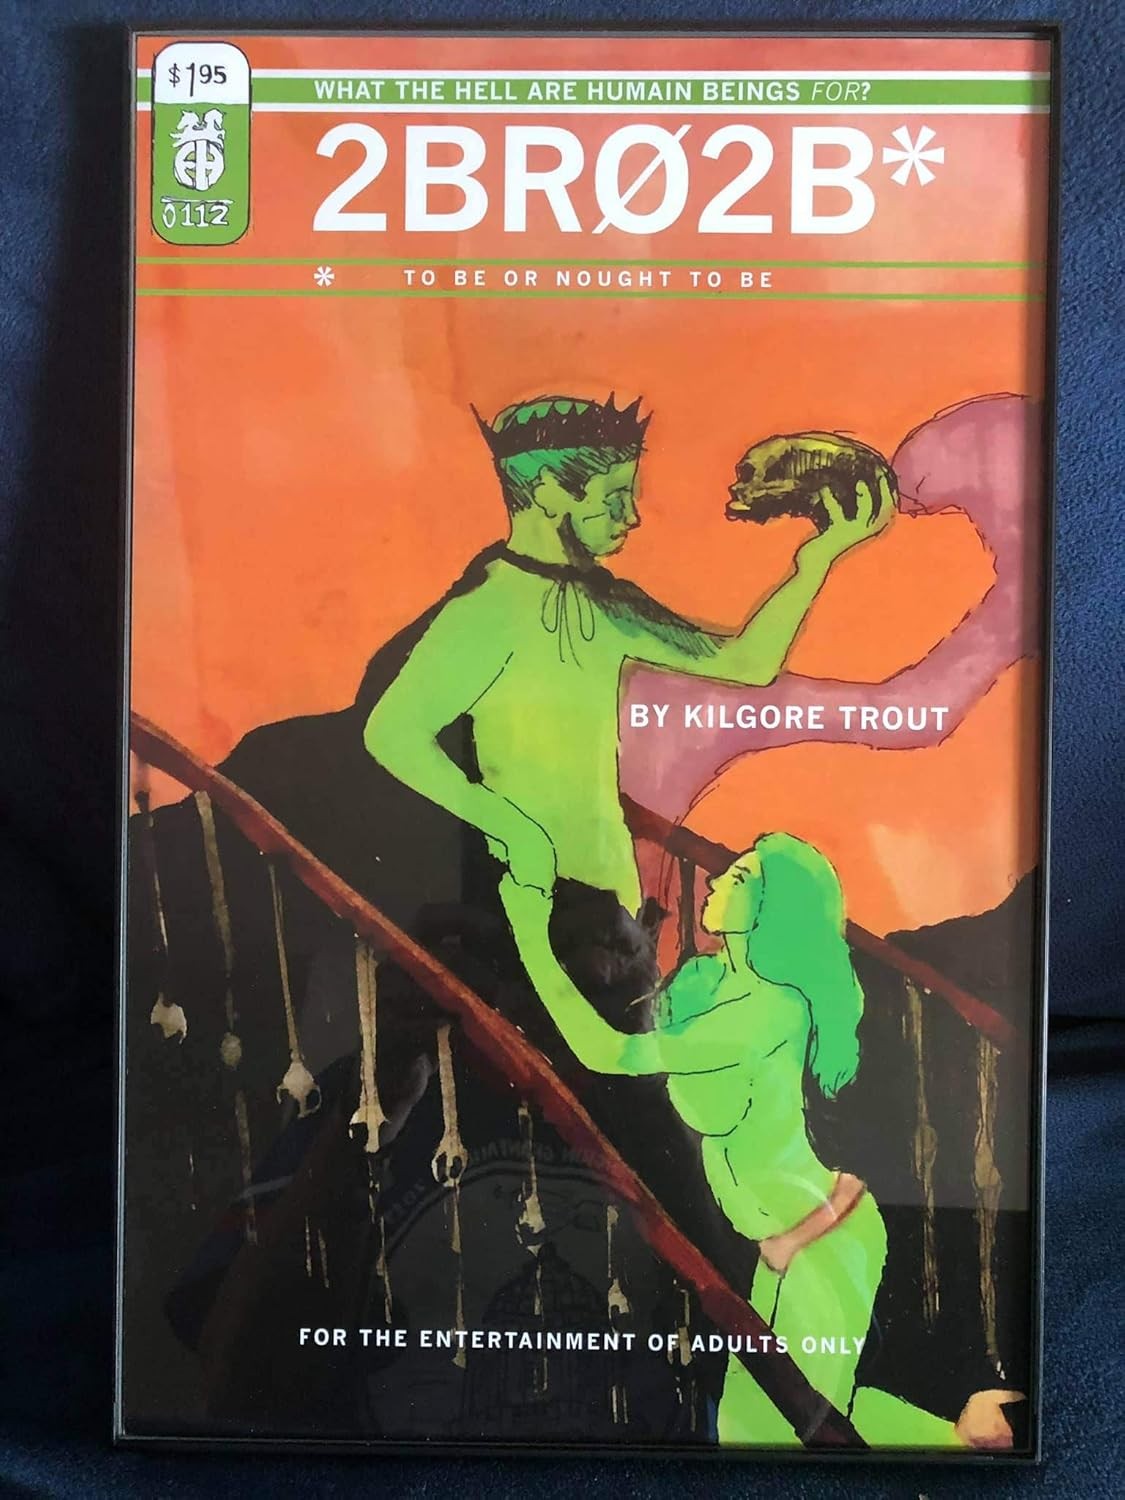 $1.95
WHAT THE HELL ARE HUMAN BEINGS FOR?
2BRØ2B*
0112
* TO BE OR NOUGHT TO BE
BY KILGORE TROUT
FOR THE ENTERTAINMENT OF ADULTS ONLY